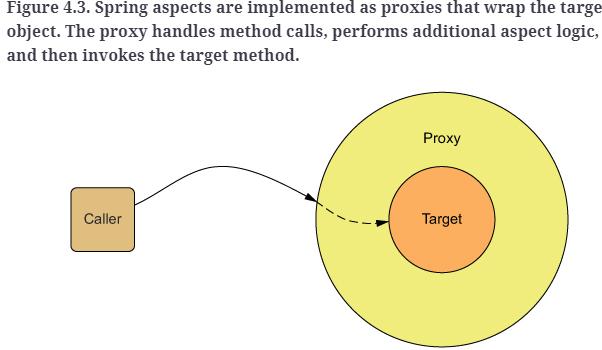 Figure 4.3. Spring aspects are implemented as proxies that wrap the targe
object. The proxy handles method calls, performs additional aspect logic,
and then invokes the target method.
Proxy
Caller
Target